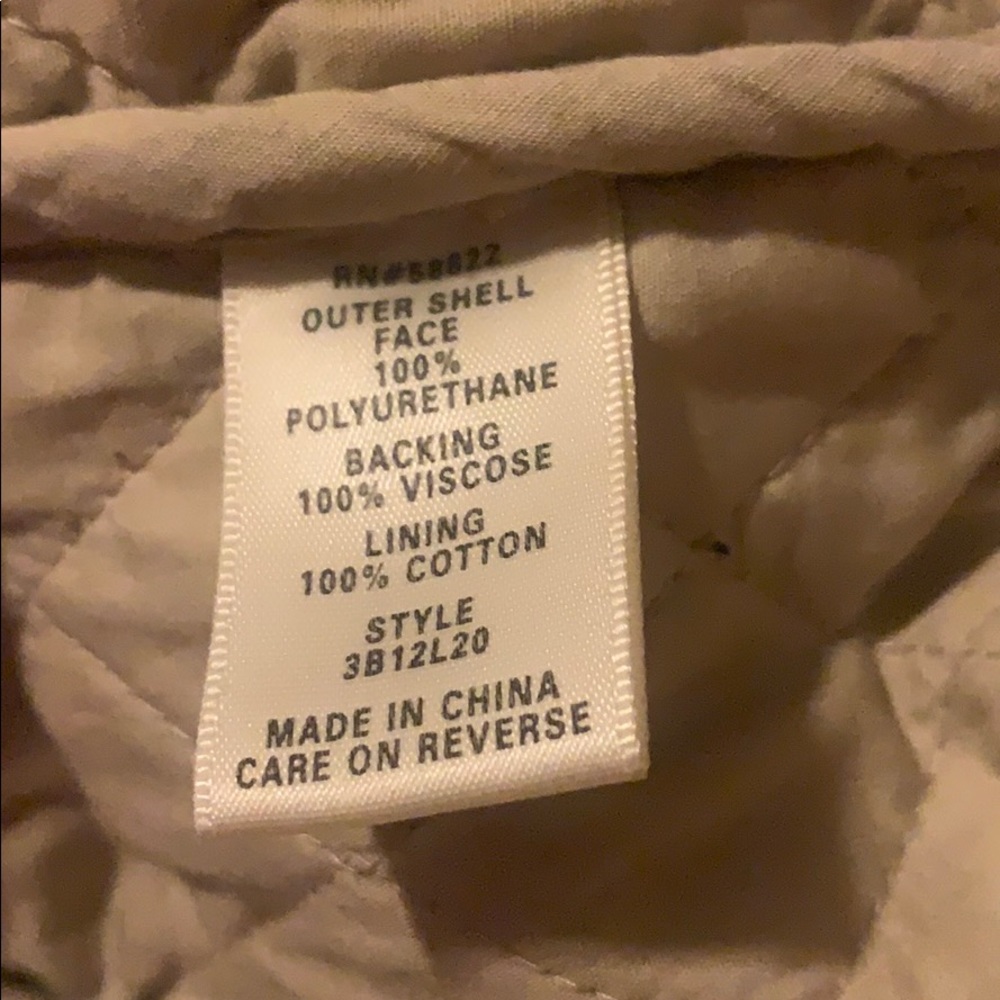 RN#58822
OUTER SHELL
FACE
100%
POLYURETHANE
BACKING
100% VISCOSE
LINING
100% COTTON
STYLE
3B12L20
MADE IN CHINA
CARE ON REVERSE